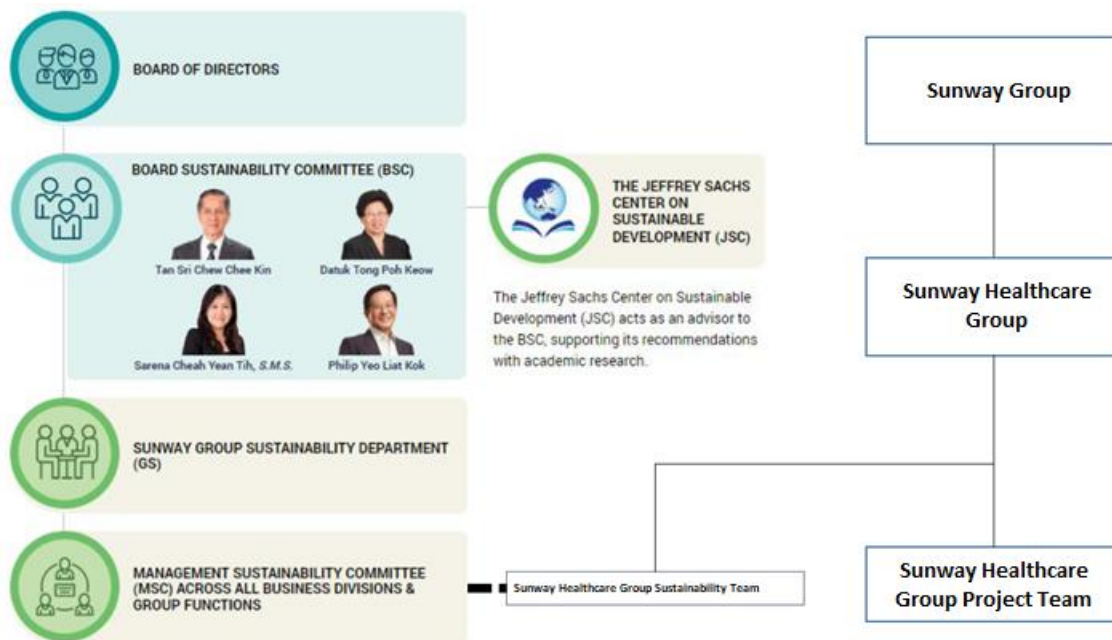 BOARD OF DIRECTORS
BOARD SUSTAINABILITY COMMITTEE (BSC)
Tan Sri Chew Chee Kin
Datuk Tong Poh Keow
Sarena Cheah Yean Tih, S.M.S.
Philip Yeo Liat Kok
THE JEFFREY SACHS
CENTER ON
SUSTAINABLE
DEVELOPMENT (JSC)
The Jeffrey Sachs Center on Sustainable
Development (JSC) acts as an advisor to
the BSC, supporting its recommendations
with academic research.
SUNWAY GROUP SUSTAINABILITY DEPARTMENT
(GS)
MANAGEMENT SUSTAINABILITY COMMITTEE
(MSC) ACROSS ALL BUSINESS DIVISIONS &
GROUP FUNCTIONS
Sunway Healthcare Group Sustainability Team
Sunway Group
Sunway Healthcare
Group
Sunway Healthcare
Group Project Team